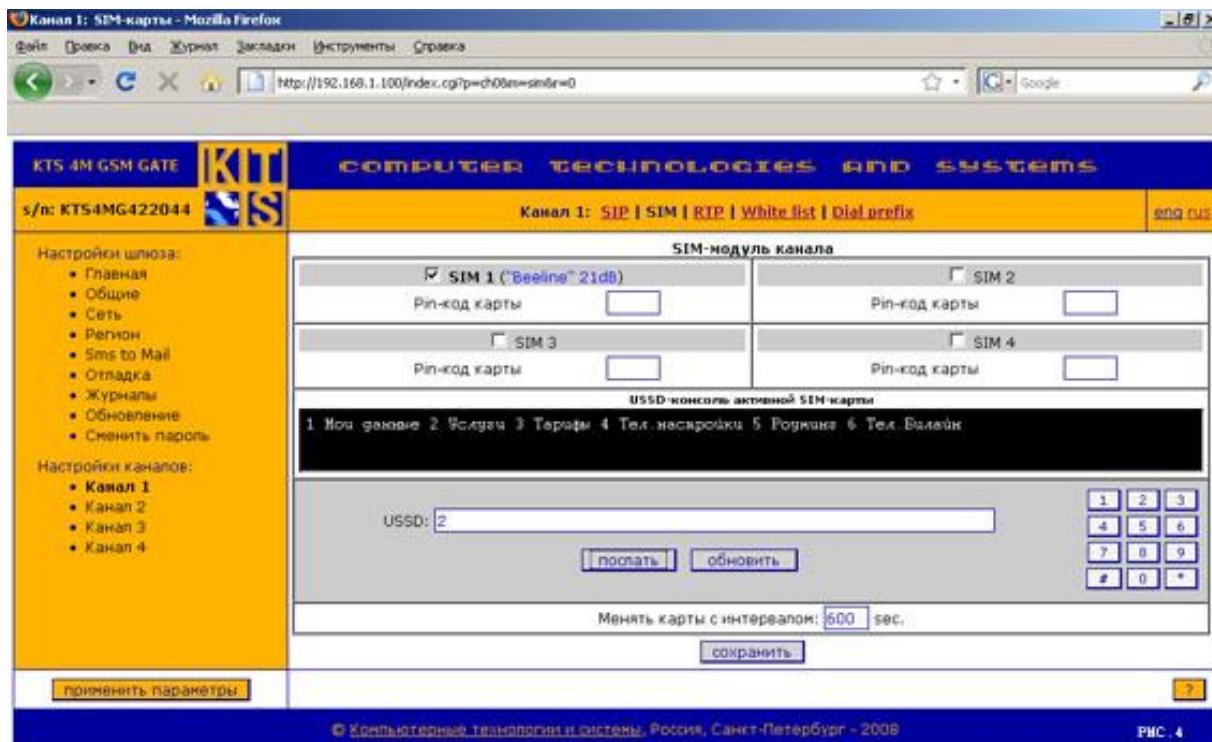 Канал 1: SIM-карты - Mozilla Firefox
Файл Правка Вид Журнал Закладки Инструменты Справка
http://192.168.1.100/index.cgi?p=ch0&m=sim&r=0
Google
KTS 4M GSM GATE
KTS
COMPUTER TECHNOLOGIES AND SYSTEMS
s/n: KTS4MG422044
Канал 1: SIP | SIM | RTP | White list | Dial prefix
eng rus
Настройки шлюза:
Главная
Общие
Сеть
Регион
Sms to Mail
Отладка
Журналы
Обновление
Сменить пароль
Настройки каналов:
Канал 1
Канал 2
Канал 3
Канал 4
применить параметры
SIM-модуль канала
SIM 1 ("Beeline" 21dB)
SIM 2
Pin-код карты
Pin-код карты
SIM 3
SIM 4
Pin-код карты
Pin-код карты
USSD-консоль активной SIM-карты
1 Мои данные 2 Услуги 3 Тарифы 4 Тел.настройки 5 Роуминг 6 Тел.Билайн
USSD: 2
1 2 3
4 5 6
7 8 9
# 0 *
послать обновить
Менять карты с интервалом: 600 sec.
сохранить
?
© Компьютерные технологии и системы, Россия, Санкт-Петербург - 2008
РИС.4